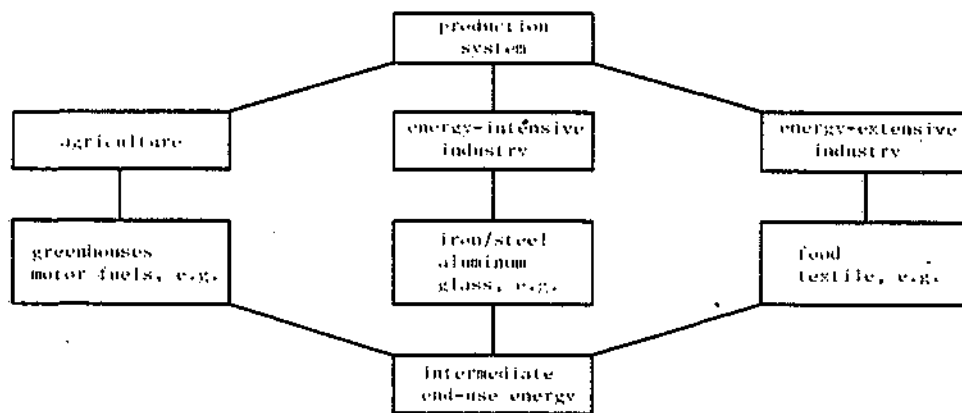 production
system
agriculture
energy-intensive
industry
energy-extensive
industry
greenhouses
motor fuels, e.g.
iron/steel
aluminum
glass, e.g.
food
textile, e.g.
intermediate
end-use energy